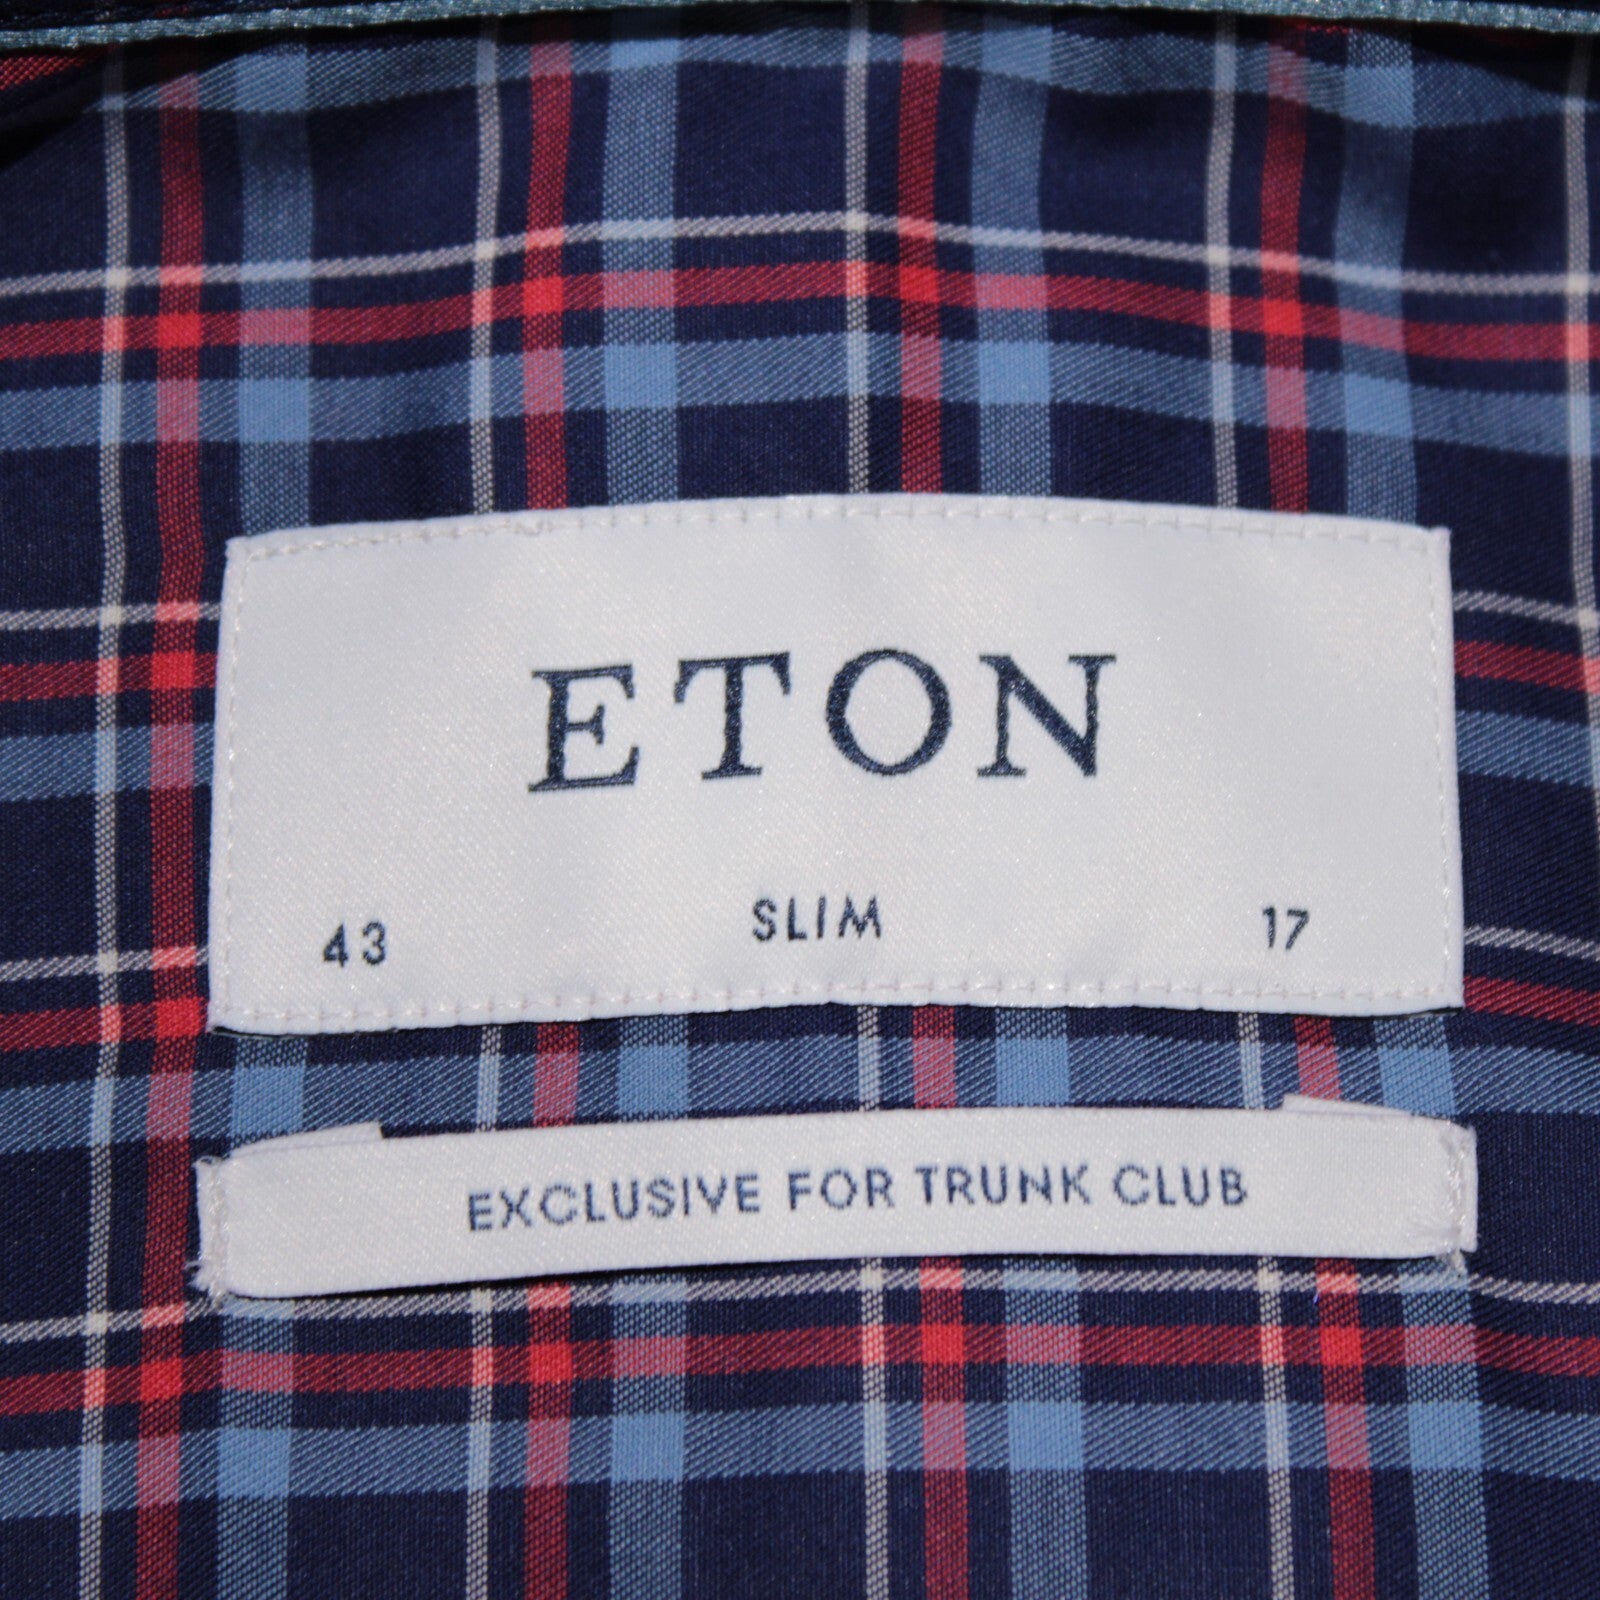 ETON
43 SLIM 17
EXCLUSIVE FOR TRUNK CLUB